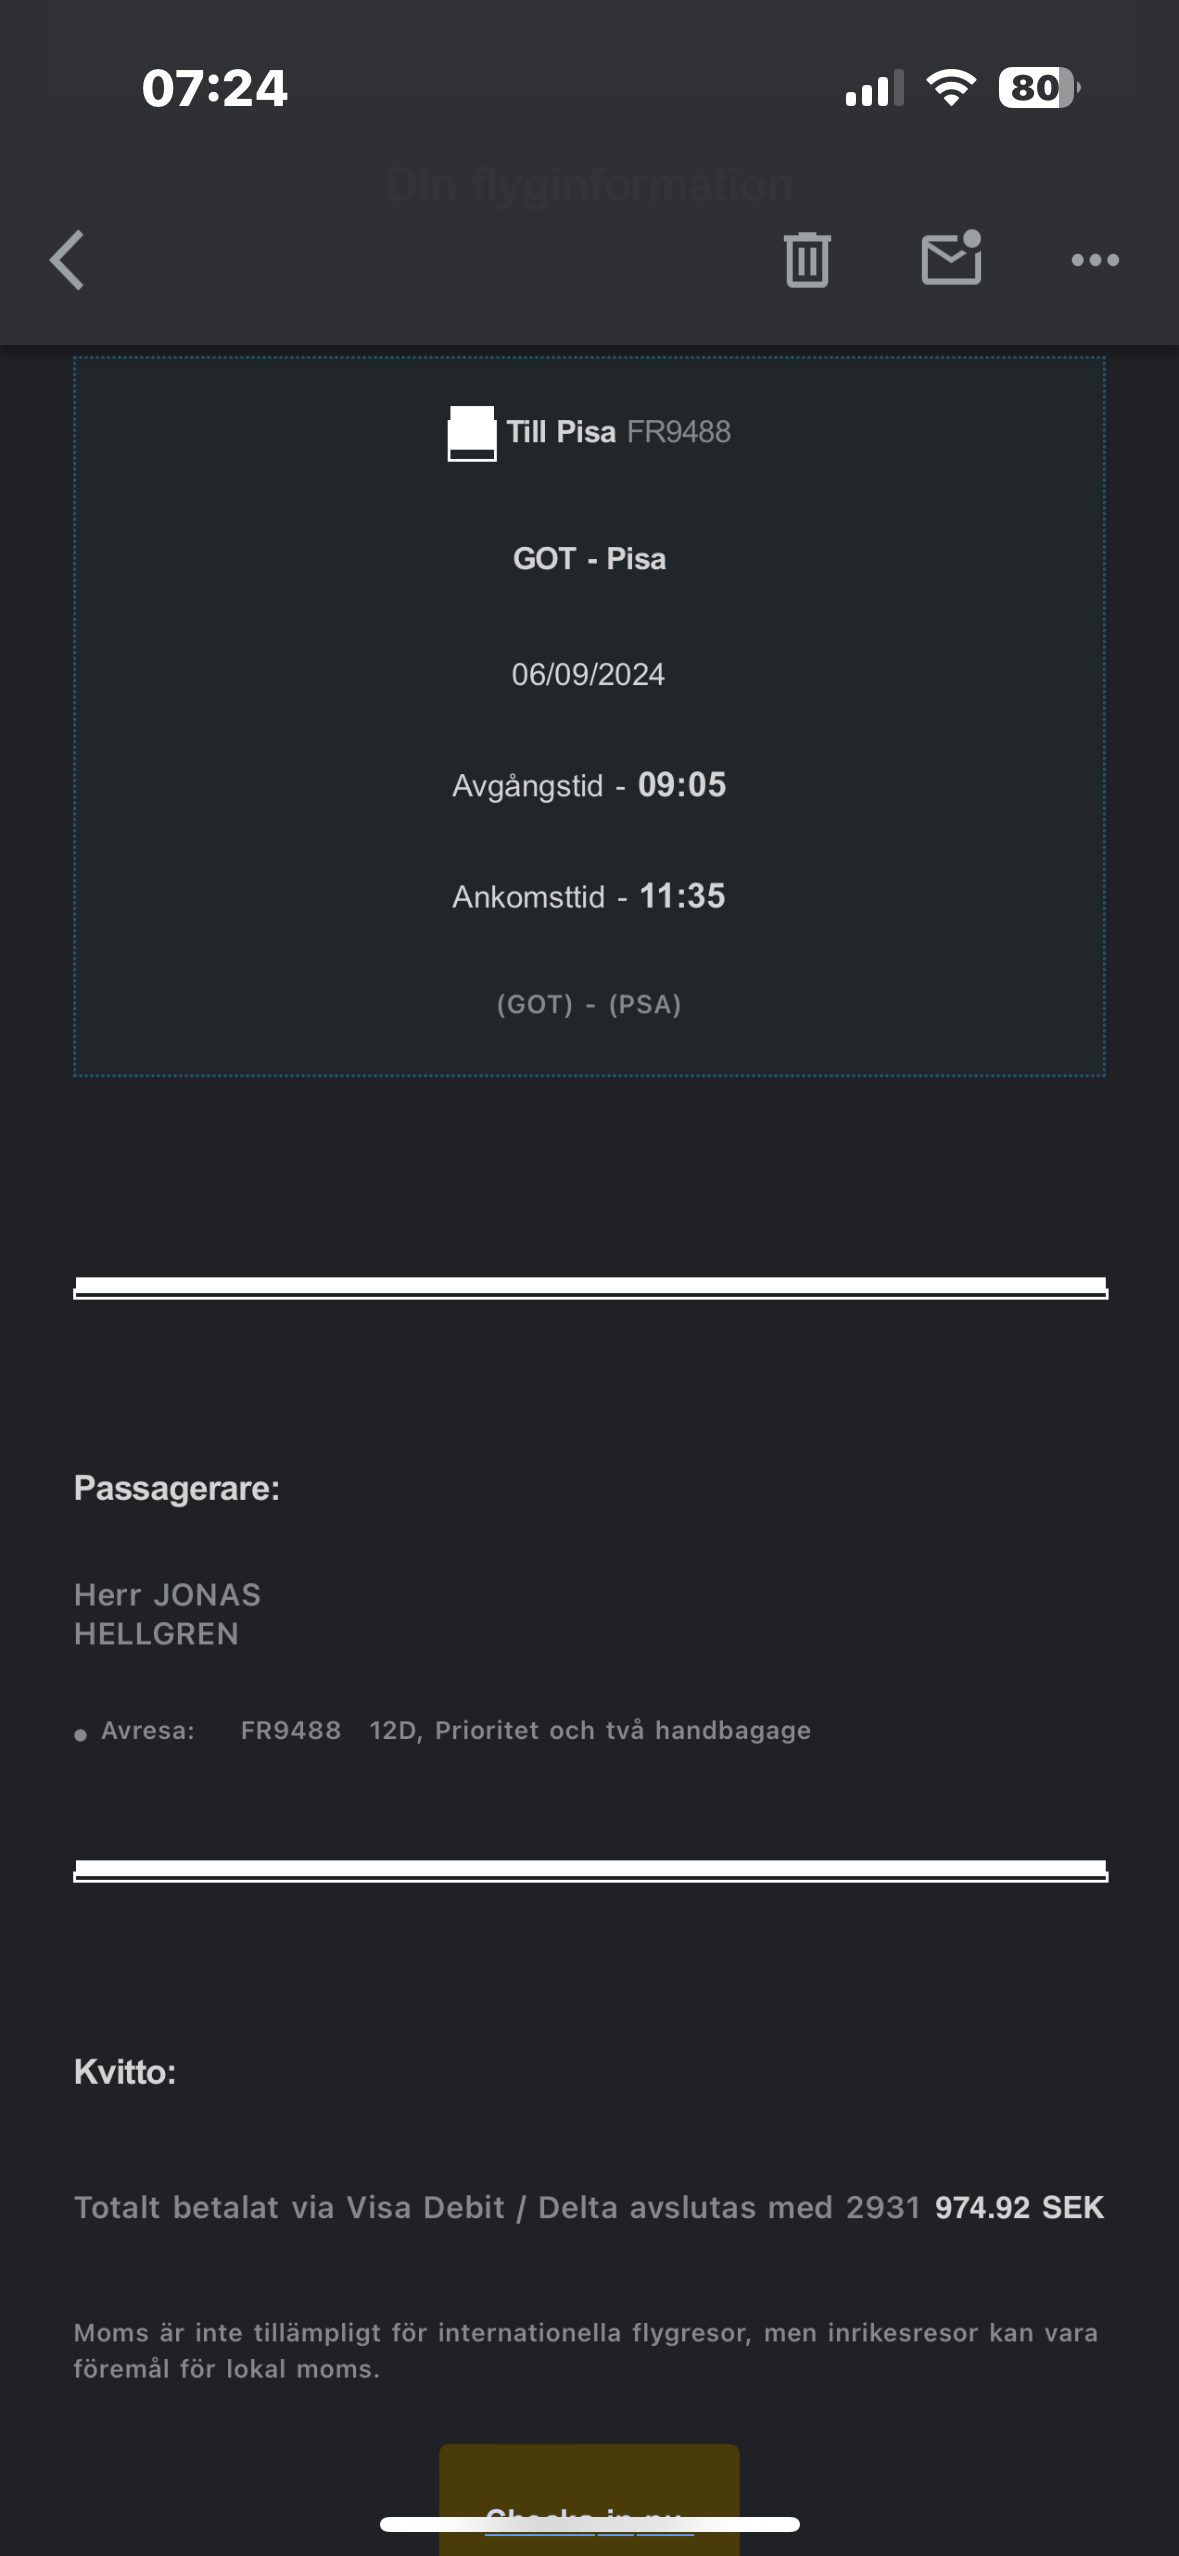 07:24
80
Din flyginformation
Till Pisa FR9488
GOT - Pisa
06/09/2024
Avgångstid - 09:05
Ankomsttid - 11:35
(GOT) - (PSA)
Passagerare:
Herr JONAS
HELLGREN
Avresa: FR9488 12D, Prioritet och två handbagage
Kvitto:
Totalt betalat via Visa Debit / Delta avslutas med 2931 974.92 SEK
Moms är inte tillämpligt för internationella flygresor, men inrikesresor kan vara
föremål för lokal moms.
Checka in nu